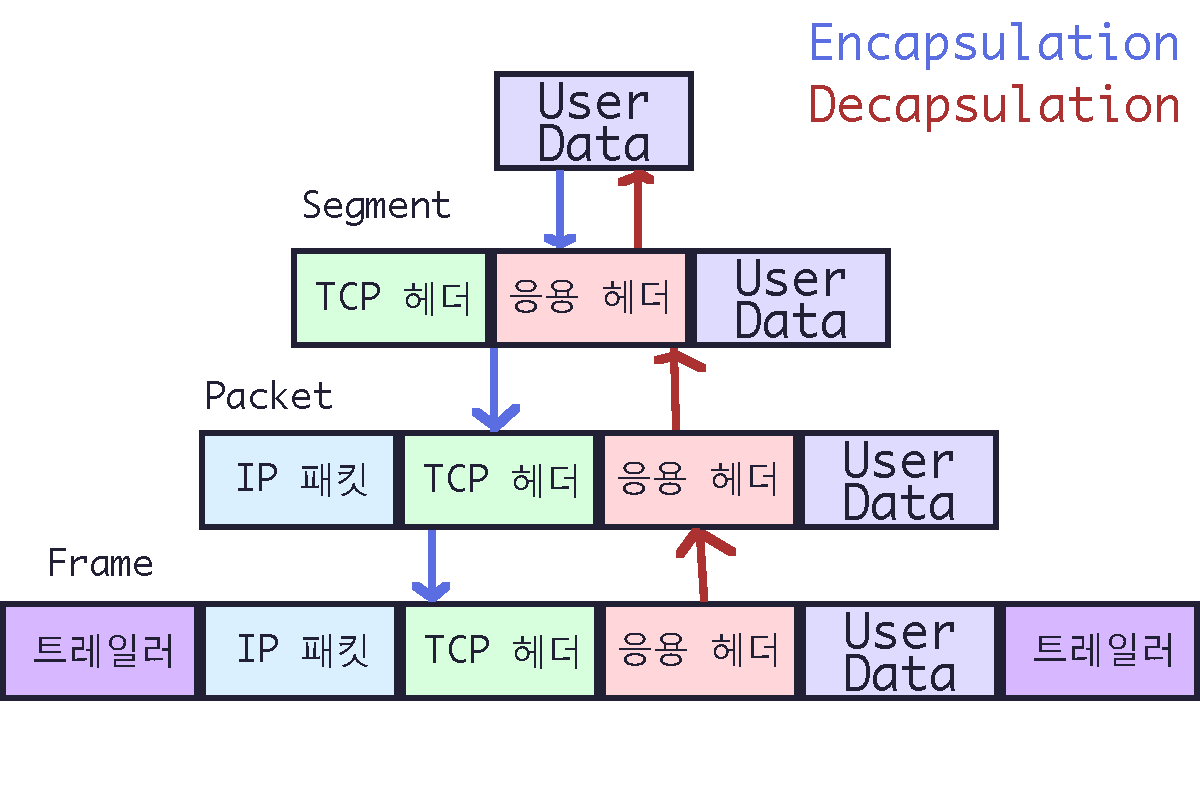 Encapsulation
Decapsulation
User
Data
Segment
TCP 헤더
응용 헤더
User
Data
Packet
IP 패킷
TCP 헤더
응용 헤더
User
Data
Frame
트레일러
IP 패킷
TCP 헤더
응용 헤더
User
Data
트레일러